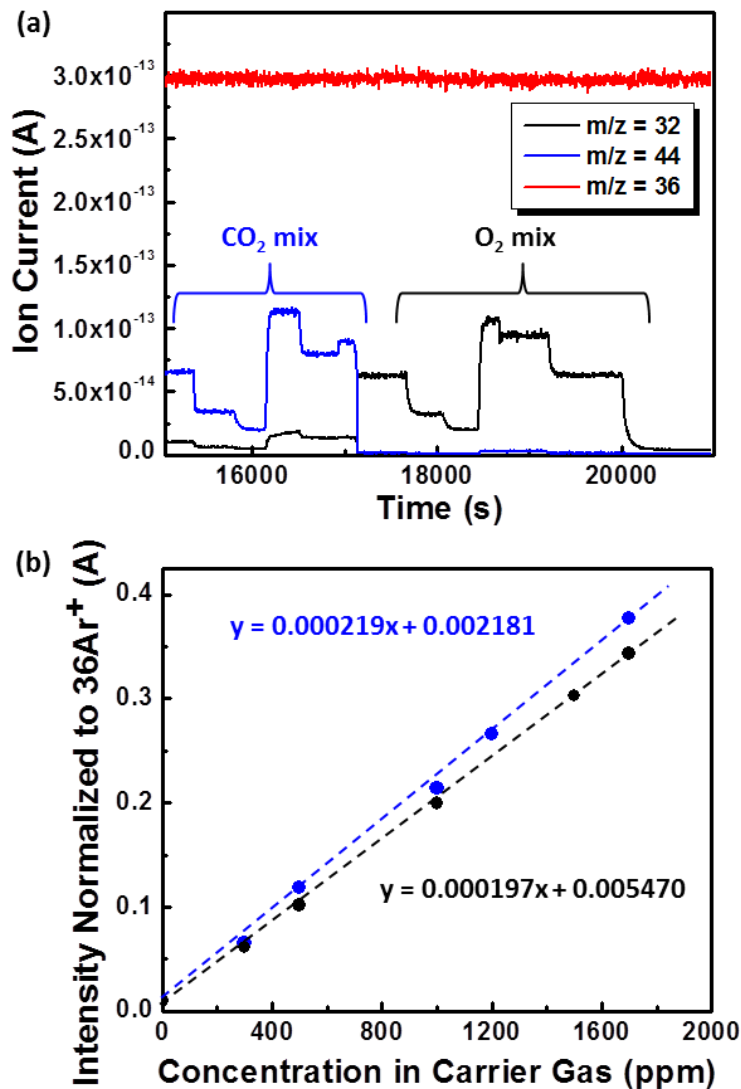 (a)
3.0x10⁻¹³
2.5x10⁻¹³
2.0x10⁻¹³
1.5x10⁻¹³
1.0x10⁻¹³
5.0x10⁻¹⁴
0.0
Ion Current (A)
m/z = 32
m/z = 44
m/z = 36
CO₂ mix
O₂ mix
16000 18000 20000
Time (s)
(b)
Intensity Normalized to 36Ar⁺ (A)
0.4
0.3
0.2
0.1
0.0
y = 0.000219x + 0.002181
y = 0.000197x + 0.005470
400 800 1200 1600 2000
Concentration in Carrier Gas (ppm)